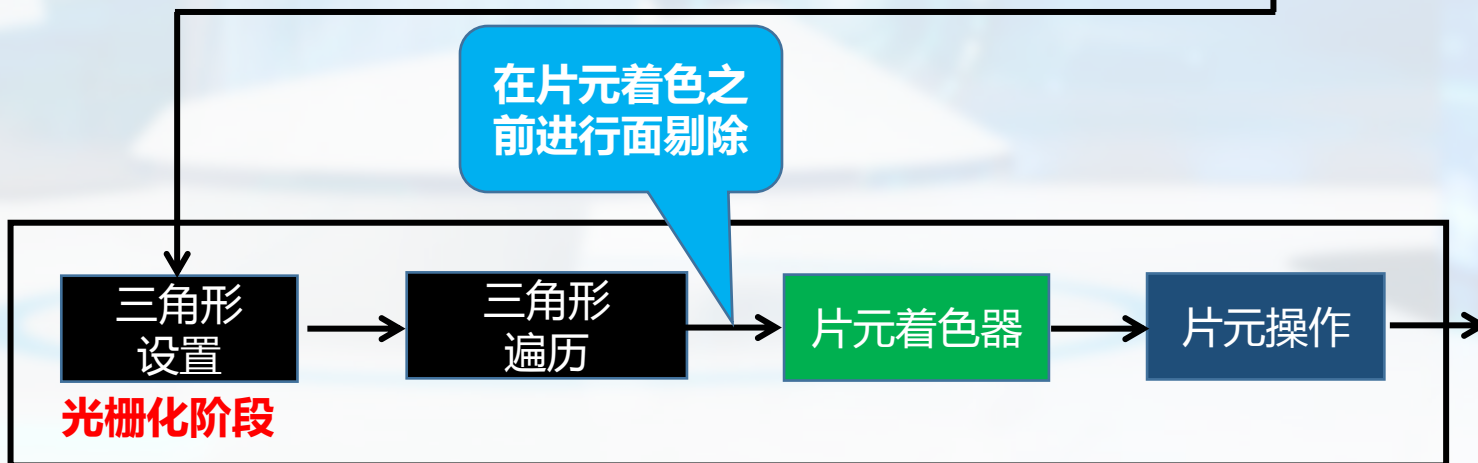 在片元着色之
前进行面剔除
三角形
设置
三角形
遍历
片元着色器
片元操作
光栅化阶段